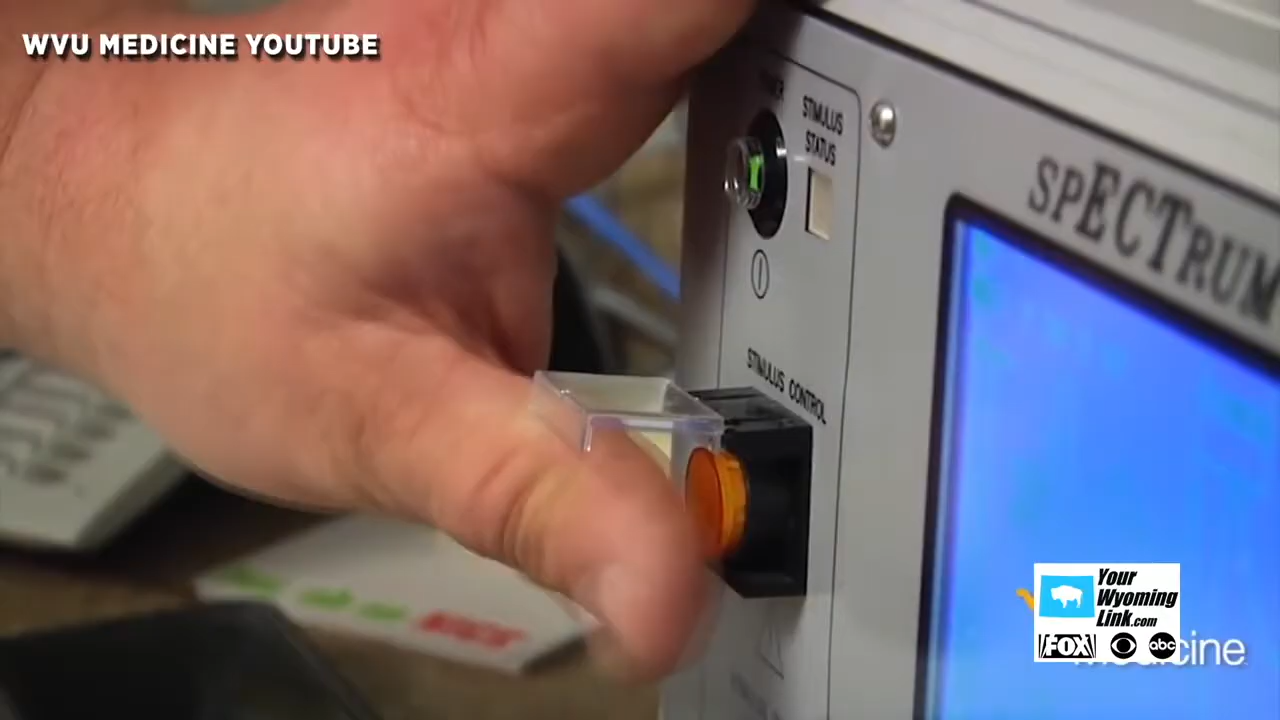 WVU MEDICINE YOUTUBE
STIMULUS
STATUS
SPECTRUM
STIMULUS CONTROL
Your
Wyoming
Link.com
FOX
abc